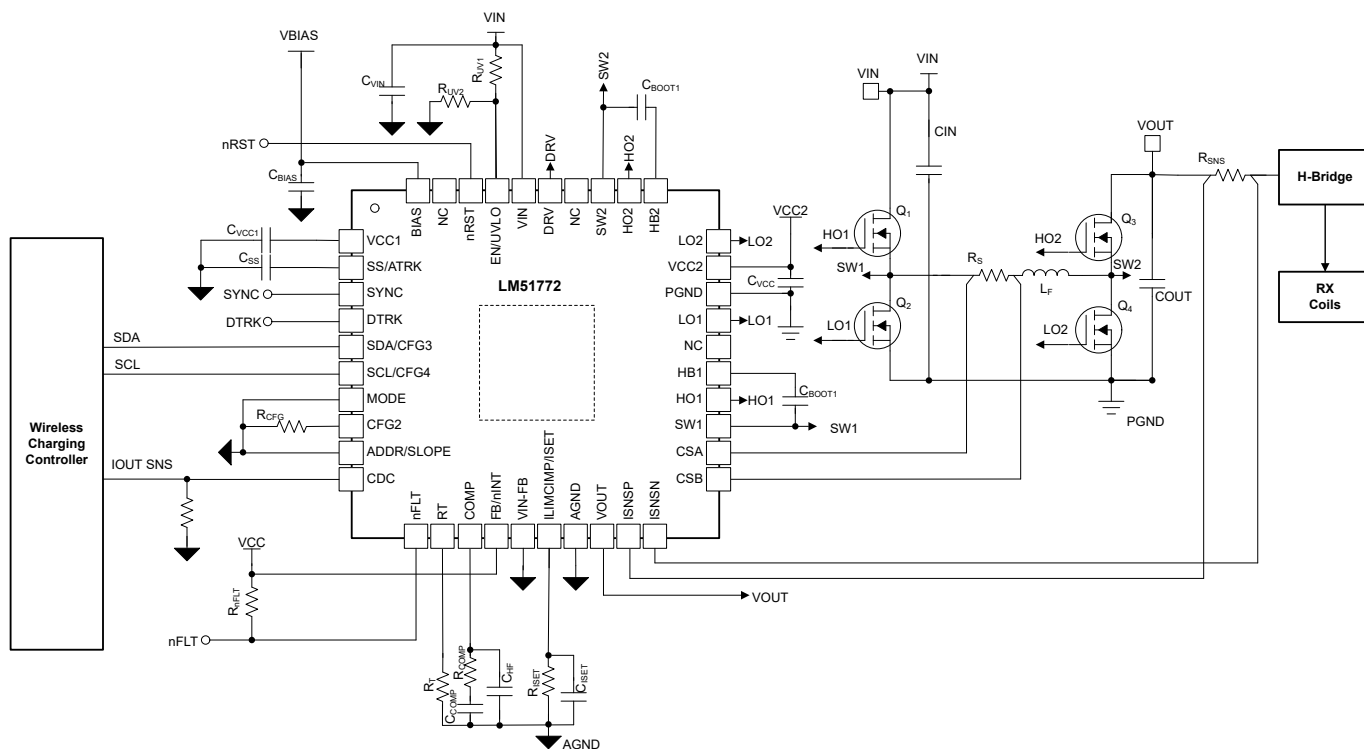 VIN
VBIAS
CVIN
RUV1
RUV2
SW2
CBOOT1
nRST
DRV
HO2
CBIAS
BIAS
NC
nRST
EN/UVLO
VIN
DRV
NC
SW2
HO2
HB2
CVCC1
CSS
SYNC
DTRK
SDA
SCL
RCFG
Wireless
Charging
Controller
IOUT SNS
VCC1
SS/ATRK
SYNC
DTRK
SDA/CFG3
SCL/CFG4
MODE
CFG2
ADDR/SLOPE
CDC
LM51772
LO2
VCC2
PGND
LO1
NC
HB1
HO1
SW1
CSA
CSB
LO2
VCC2
CVCC
LO1
CBOOT1
HO1
SW1
nFLT
RT
COMP
FB/nINT
VIN-FB
ILIMCIMP/ISET
AGND
VOUT
ISNSP
ISNSN
VCC
RnFLT
nFLT
RT
RCOMP
CCOMP
CHF
RISET
CISET
AGND
VOUT
VIN
VIN
CIN
Q1
HO1
SW1
Q2
LO1
RS
LF
VOUT
RSNS
Q3
HO2
SW2
COUT
Q4
LO2
PGND
H-Bridge
RX
Coils